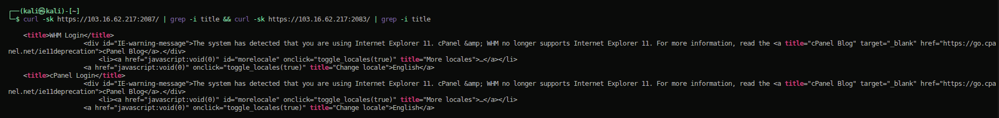 ┌──(kali㉿kali)-[~]
└─$ curl -sk https://103.16.62.217:2087/ | grep -i title && curl -sk https://103.16.62.217:2083/ | grep -i title
<title>WHM Login</title>
<div id="IE-warning-message">The system has detected that you are using Internet Explorer 11. cPanel &amp; WHM no longer supports Internet Explorer 11. For more information, read the <a title="cPanel Blog" target="_blank" href="https://go.cpa
nel.net/ie11deprecation">cPanel Blog</a>.</div>
<li><a href="javascript:void(0)" id="morelocale" onclick="toggle_locales(true)" title="More locales">…</a></li>
<a href="javascript:void(0)" onclick="toggle_locales(true)" title="Change locale">English</a>
<title>cPanel Login</title>
<div id="IE-warning-message">The system has detected that you are using Internet Explorer 11. cPanel &amp; WHM no longer supports Internet Explorer 11. For more information, read the <a title="cPanel Blog" target="_blank" href="https://go.cpa
nel.net/ie11deprecation">cPanel Blog</a>.</div>
<li><a href="javascript:void(0)" id="morelocale" onclick="toggle_locales(true)" title="More locales">…</a></li>
<a href="javascript:void(0)" onclick="toggle_locales(true)" title="Change locale">English</a>